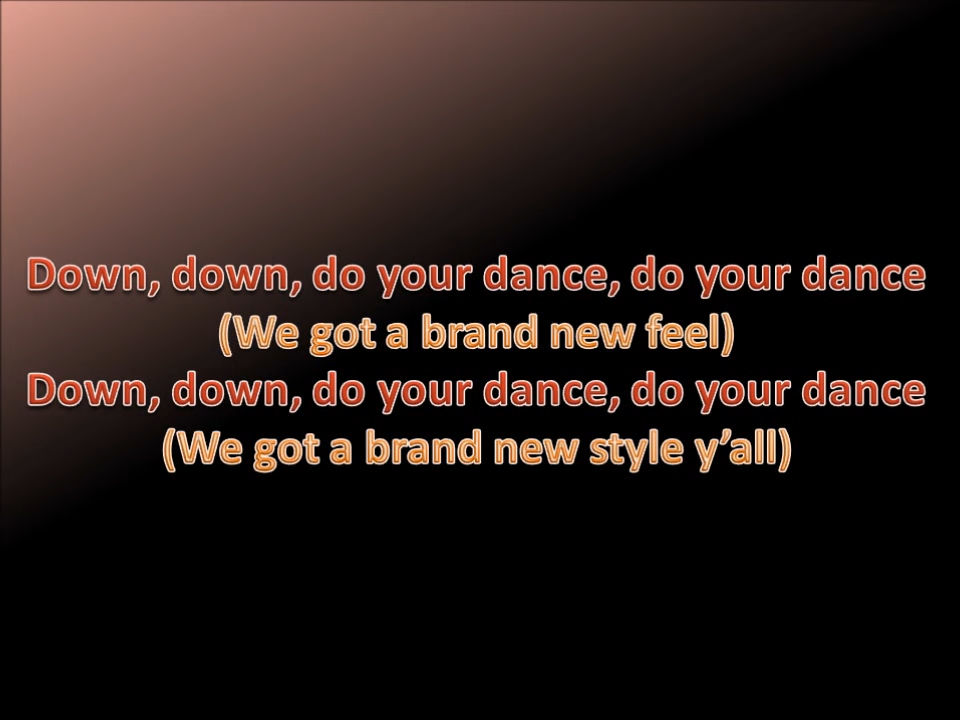 Down, down, do your dance, do your dance
(We got a brand new feel)
Down, down, do your dance, do your dance
(We got a brand new style y’all)